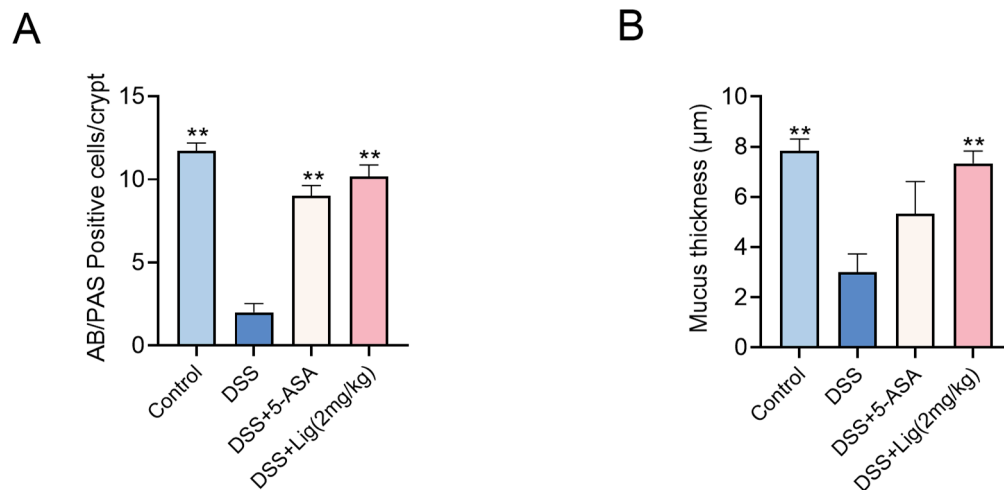 A
AB/PAS Positive cells/crypt
15
10
5
0
**
**
**
Control
DSS
DSS+5-ASA
DSS+Lig(2mg/kg)
B
Mucus thickness (μm)
10
8
6
4
2
0
**
**
Control
DSS
DSS+5-ASA
DSS+Lig(2mg/kg)